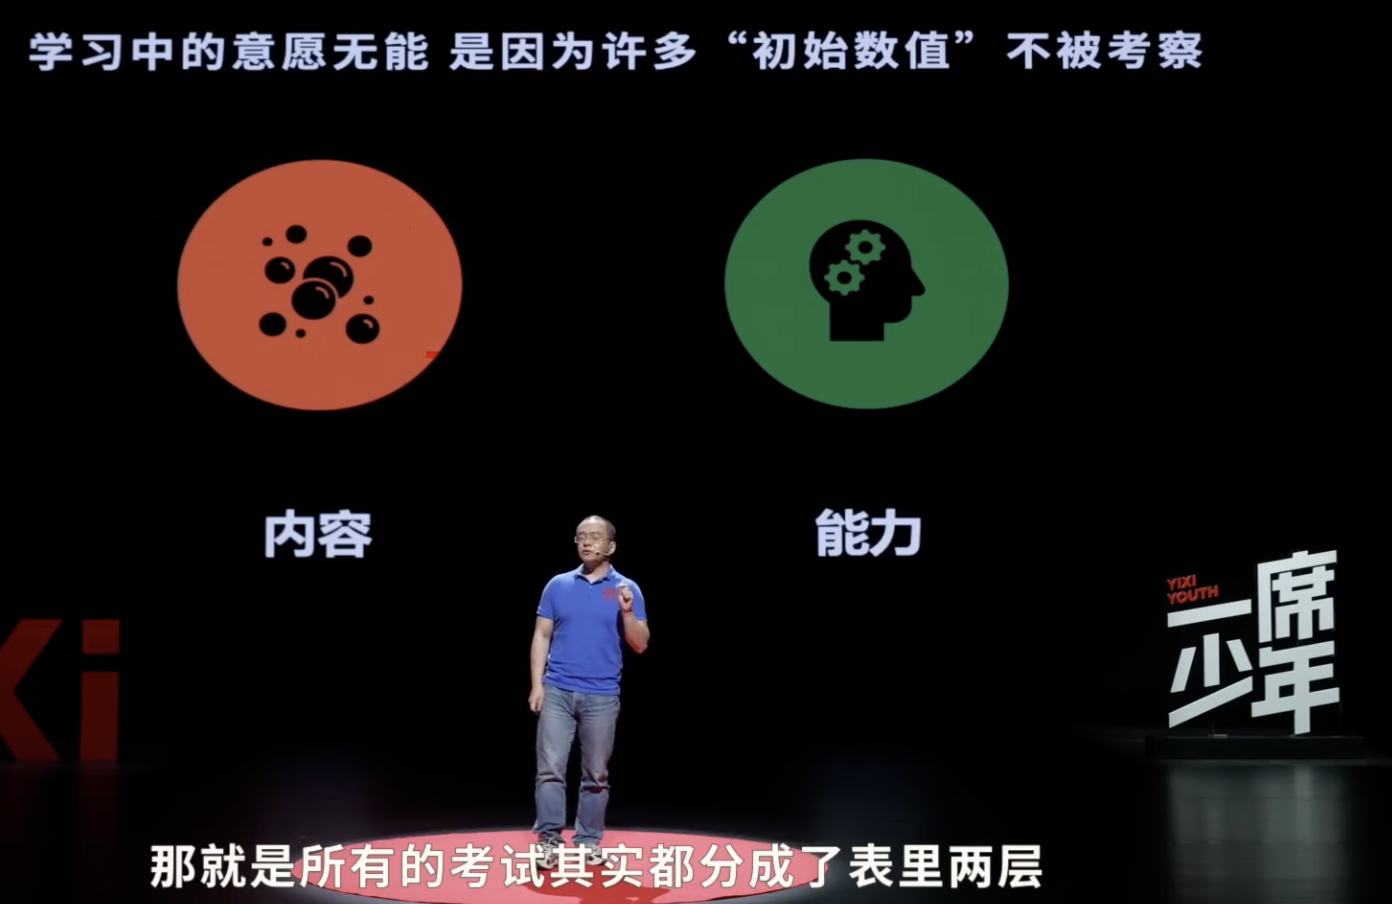 学习中的意愿无能 是因为许多“初始数值”不被考察
内容
能力
YIXI
YOUTH
一席
少年
Xi
那就是所有的考试其实都分成了表里两层